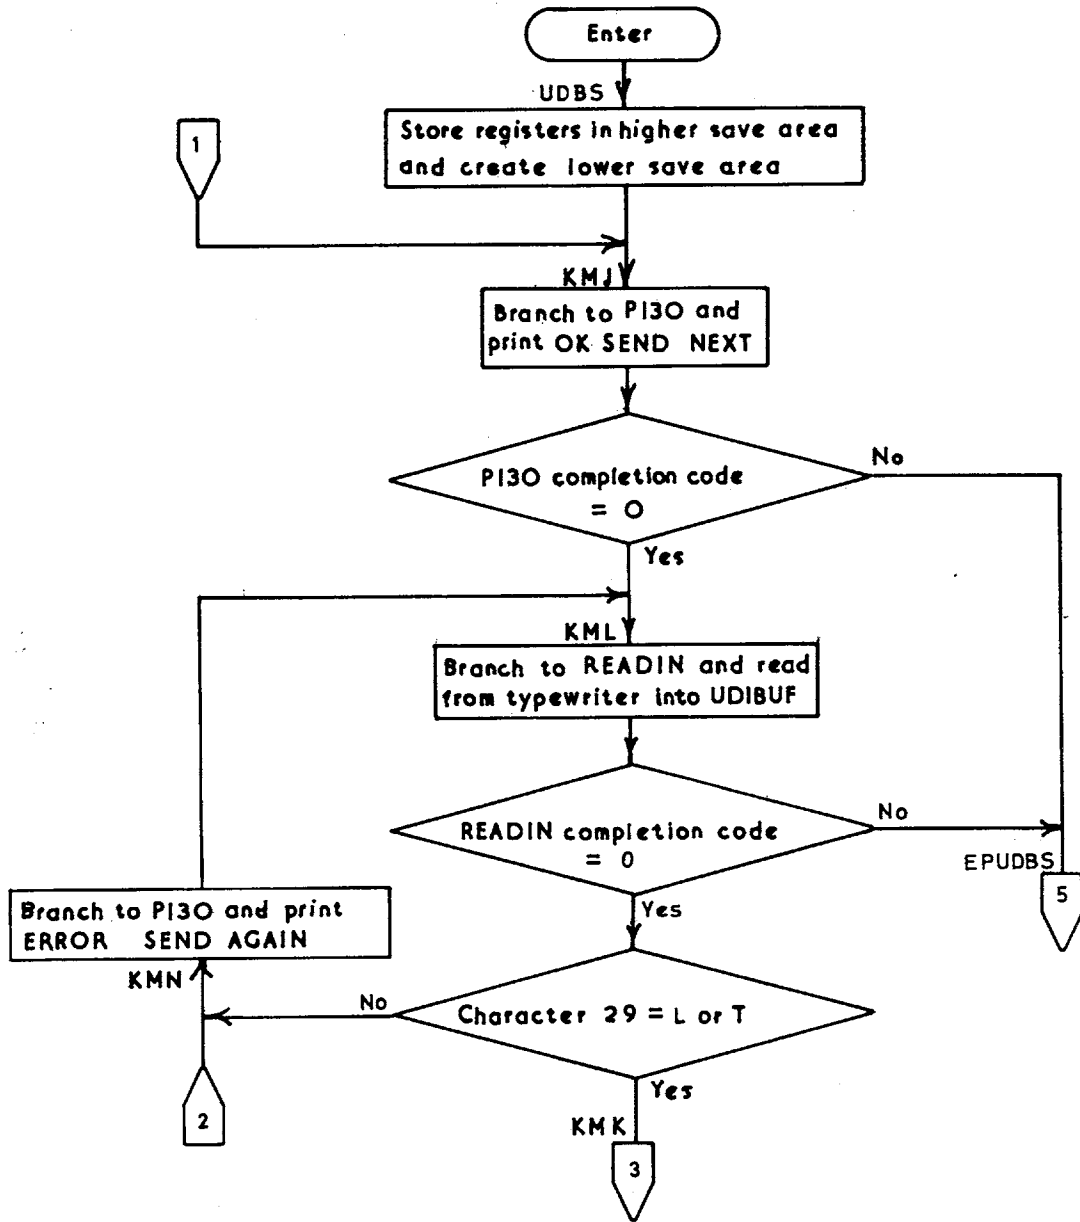 Enter
UDBS
Store registers in higher save area
and create lower save area
1
KMJ
Branch to P130 and
print OK SEND NEXT
P130 completion code
= 0
No
Yes
KML
Branch to READIN and read
from typewriter into UDIBUF
READIN completion code
= 0
No
EPUDBS
5
Yes
Branch to P130 and print
ERROR SEND AGAIN
KMN
No
Character 29 = L or T
Yes
2
KMK
3